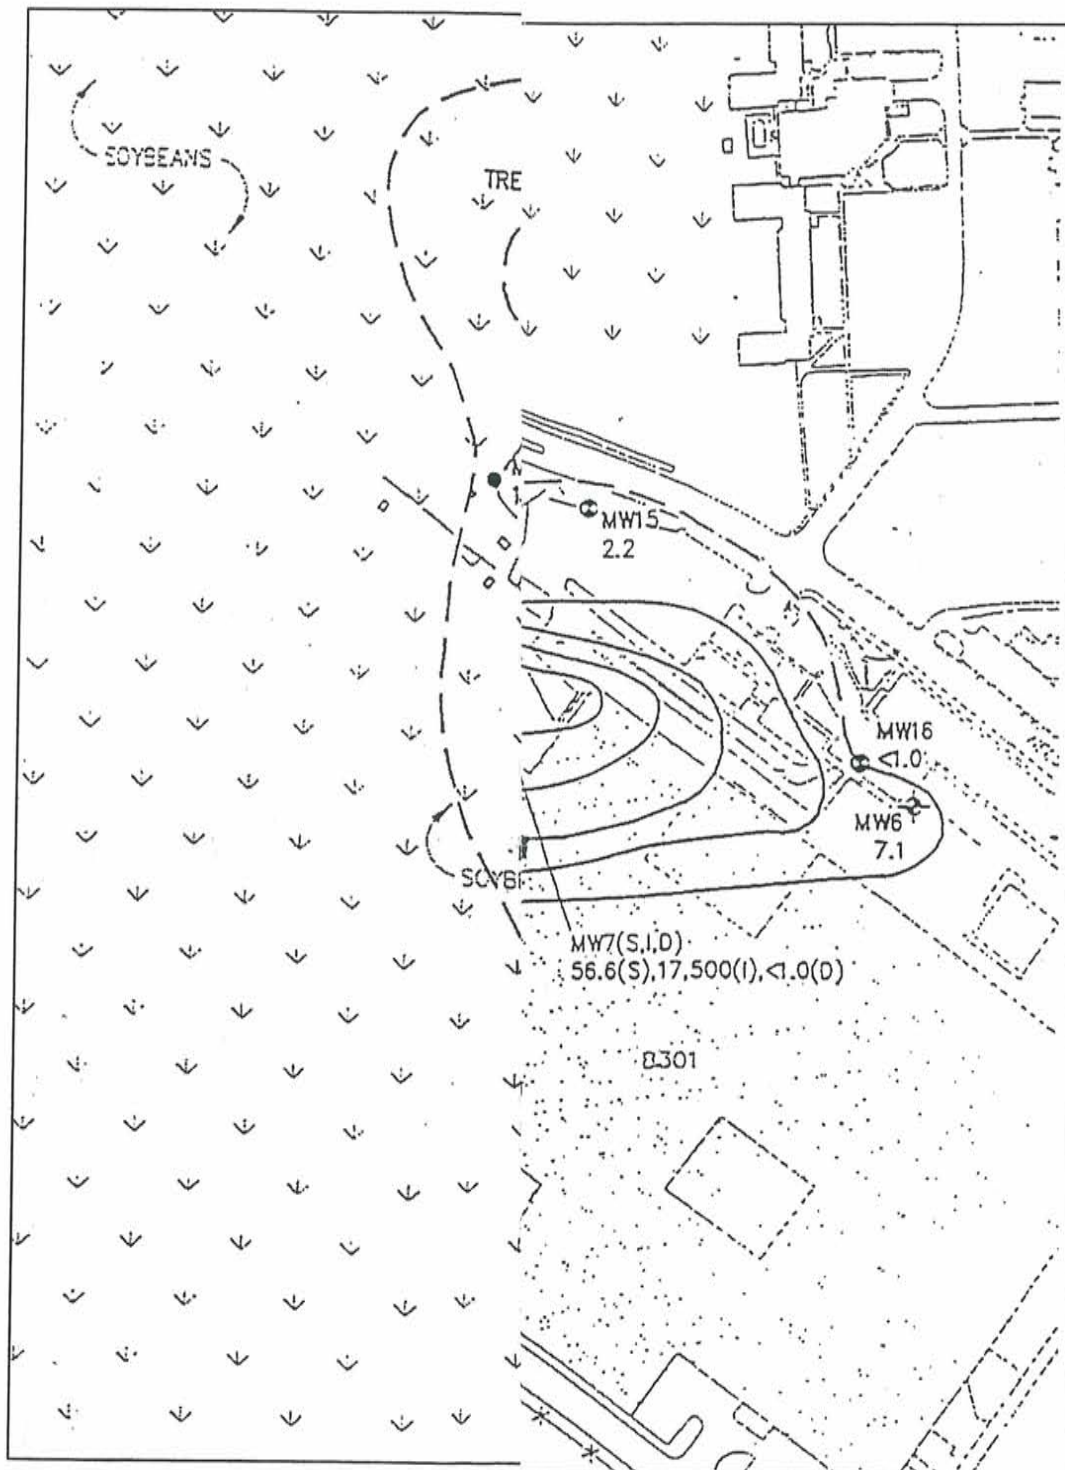 SOYBEANS
TRE
MW15
2.2
MW16
<1.0
MW6
7.1
SOYB
MW7(S,I,D)
56.6(S),17,500(I),<1.0(D)
B301